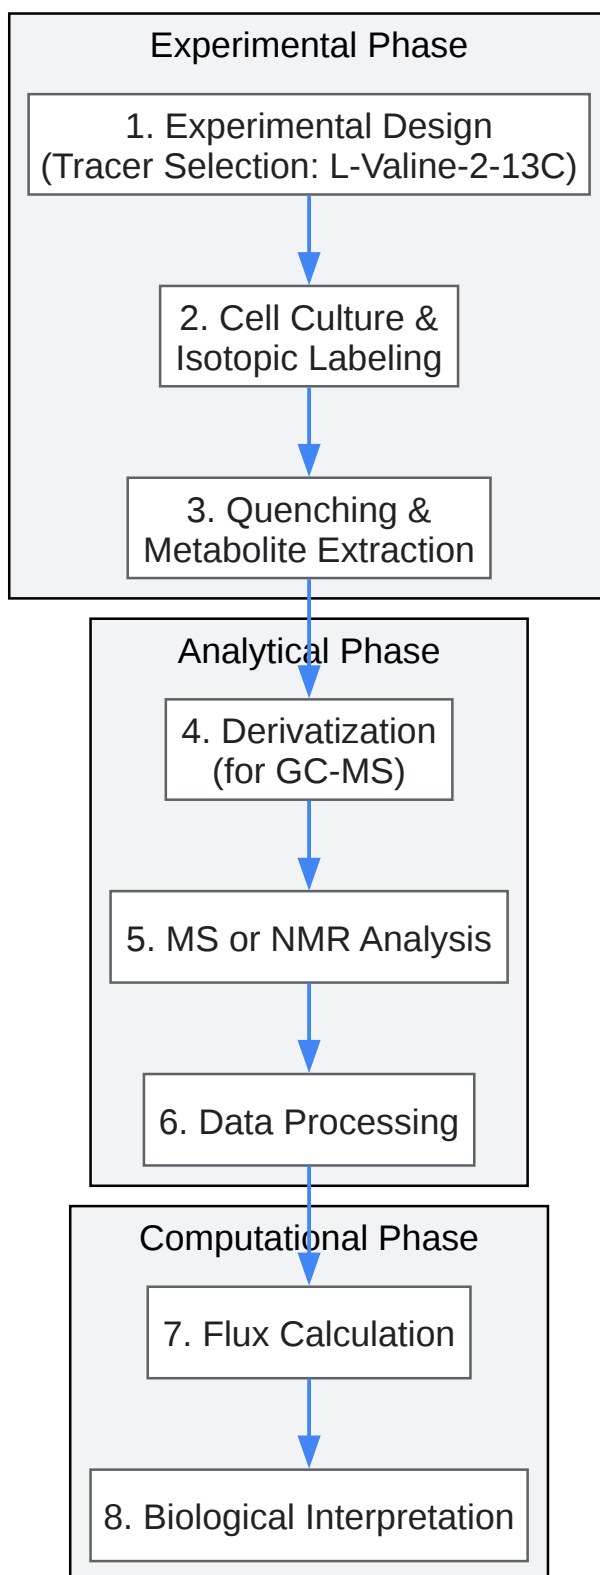 Experimental Phase
1. Experimental Design
(Tracer Selection: L-Valine-2-13C)
2. Cell Culture &
Isotopic Labeling
3. Quenching &
Metabolite Extraction
Analytical Phase
4. Derivatization
(for GC-MS)
5. MS or NMR Analysis
6. Data Processing
Computational Phase
7. Flux Calculation
8. Biological Interpretation